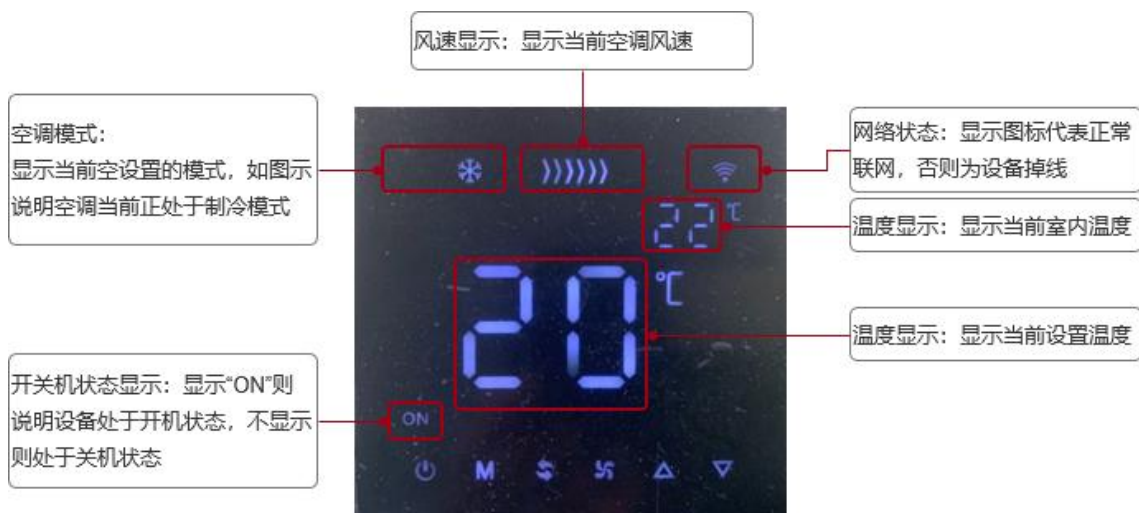 风速显示：显示当前空调风速
空调模式：
显示当前空设置的模式，如图示
说明空调当前正处于制冷模式
网络状态：显示图标代表正常
联网，否则为设备掉线
22℃
温度显示：显示当前室内温度
20℃
温度显示：显示当前设置温度
开关机状态显示：显示“ON”则
说明设备处于开机状态，不显示
则处于关机状态
ON
M